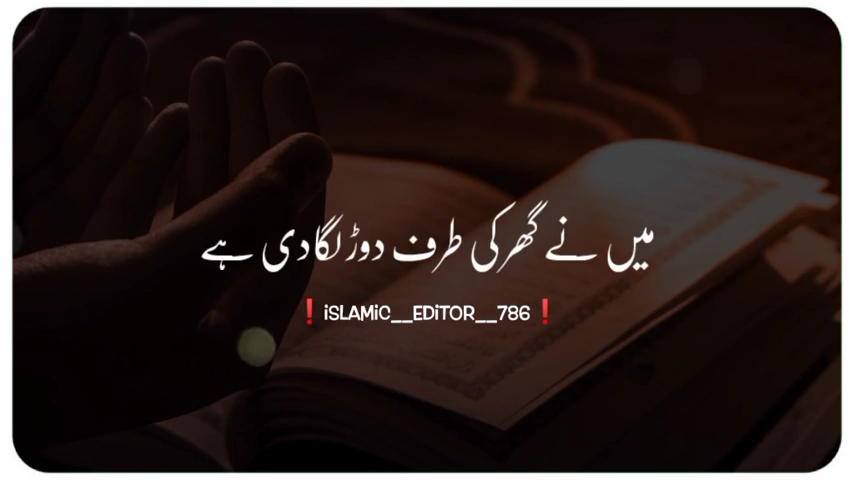 میں نے گھر کی طرف دوڑ لگا دی ہے
❗iSLAMiC__EDiTOR__786❗